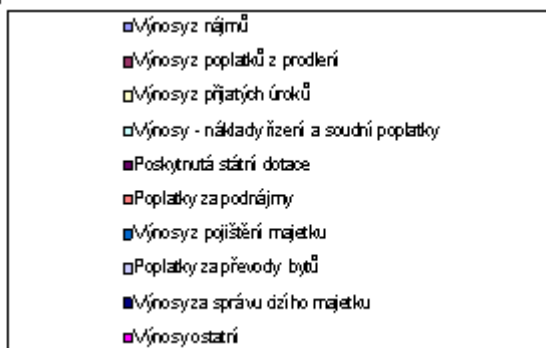 Výnosy z nájmů
Výnosy z poplatků z prodlení
Výnosy z přijatých úroků
Výnosy - náklady řízení a soudní poplatky
Poskytnutá státní dotace
Poplatky za podnájmy
Výnosy z pojištění majetku
Poplatky za převody bytů
Výnosy za správu cizího majetku
Výnosy ostatní